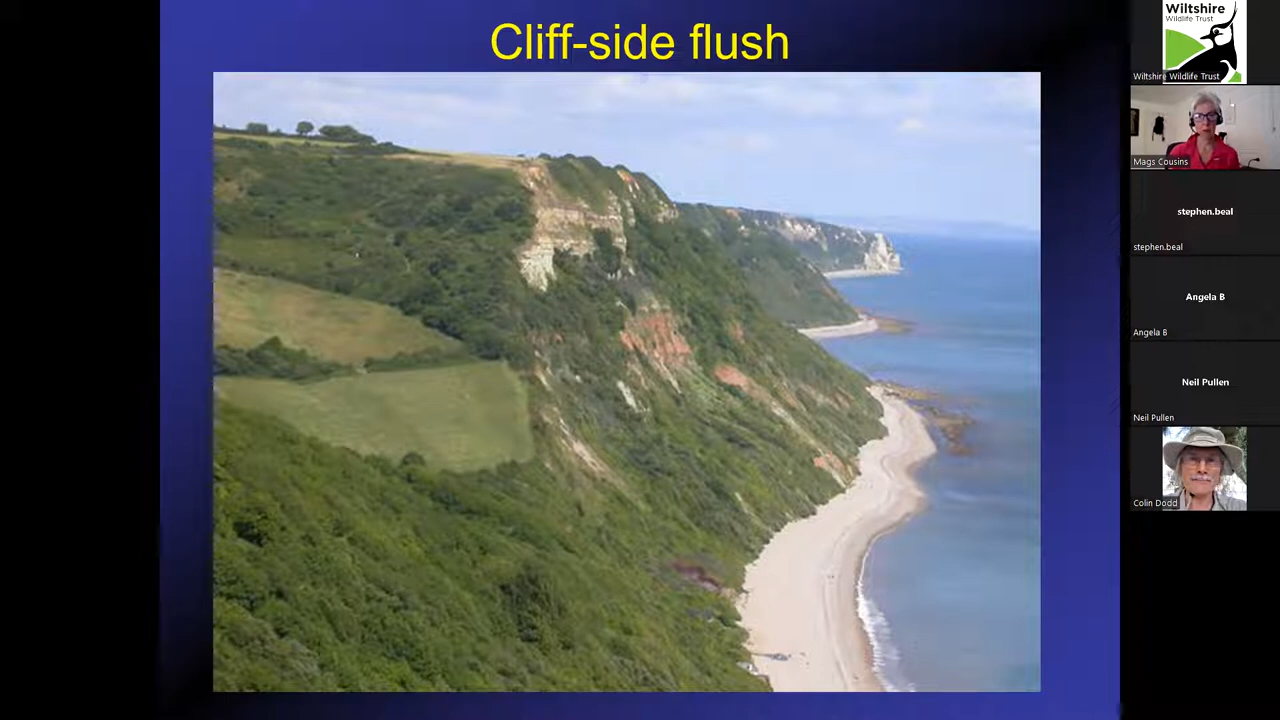 Cliff-side flush
Wiltshire
Wildlife Trust
Wiltshire Wildlife Trust
Mags Cousins
stephen.beal
stephen.beal
Angela B
Angela B
Neil Pullen
Neil Pullen
Colin Dodd